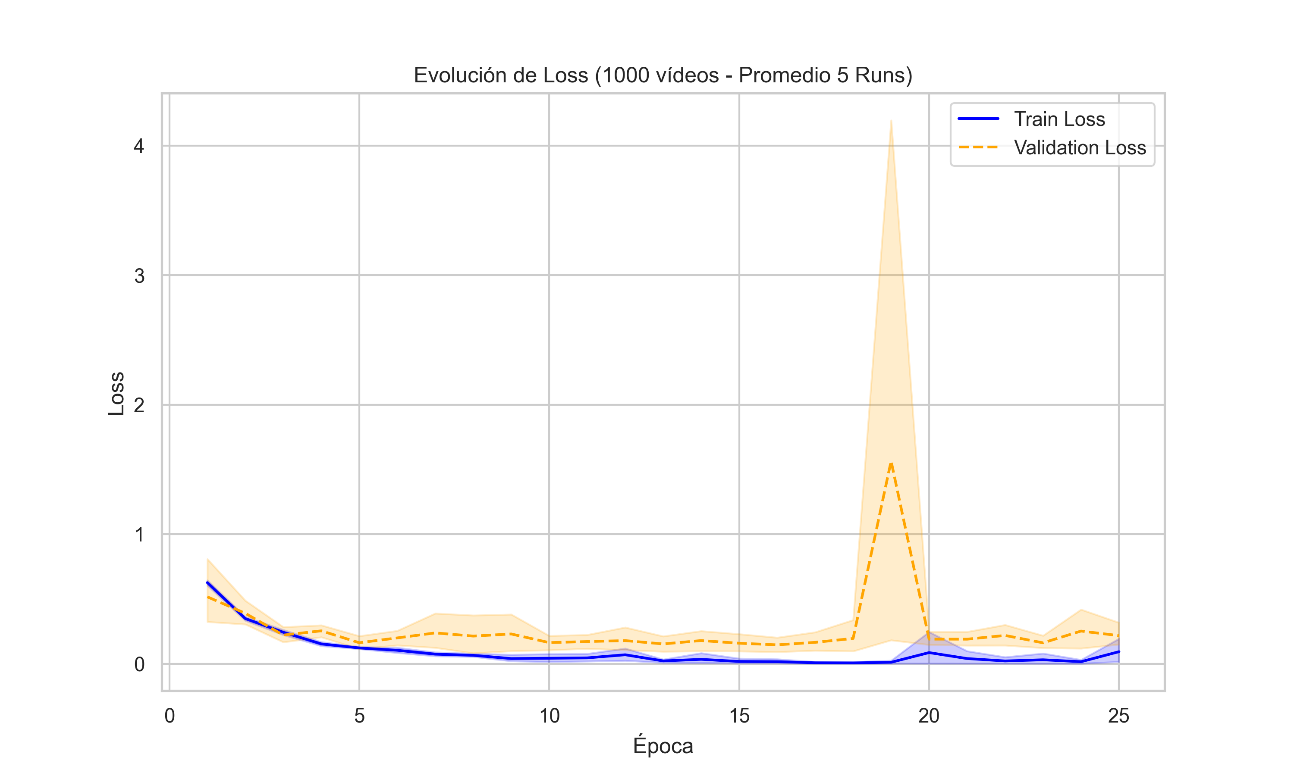 Evolución de Loss (1000 vídeos - Promedio 5 Runs)
Train Loss
Validation Loss
4
3
2
1
0
Loss
0 5 10 15 20 25
Época